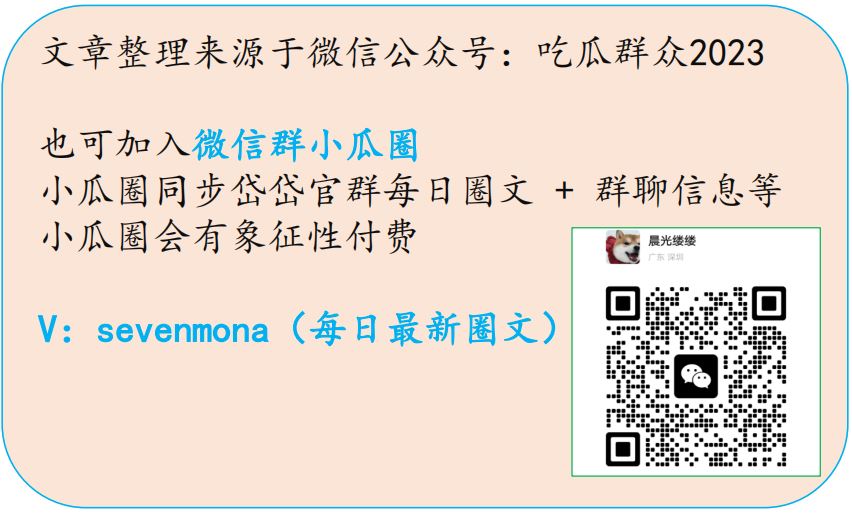 文章整理来源于微信公众号：吃瓜群众2023
也可加入微信群小瓜圈
小瓜圈同步岱岱官群每日圈文 + 群聊信息等
小瓜圈会有象征性付费
晨光缕缕
广东 深圳
V：sevenmona（每日最新圈文）